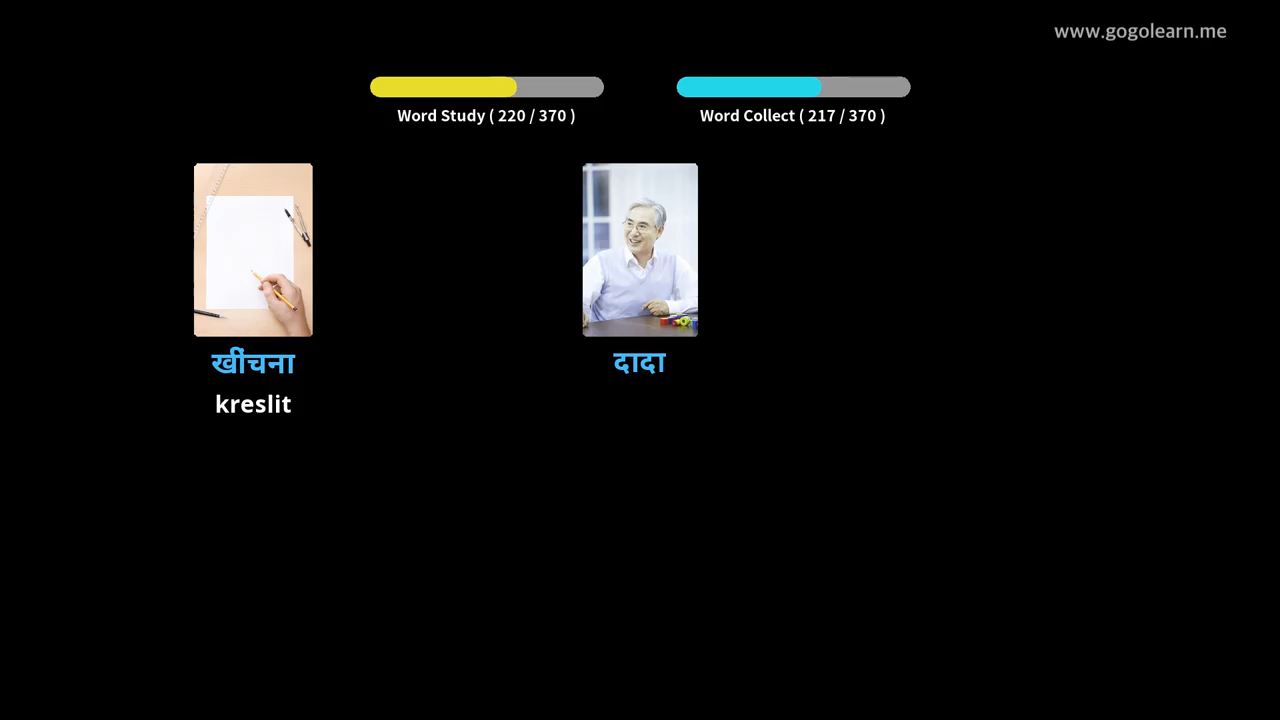 www.gogolearn.me
Word Study ( 220 / 370 )
Word Collect ( 217 / 370 )
खींचना
kreslit
दादा